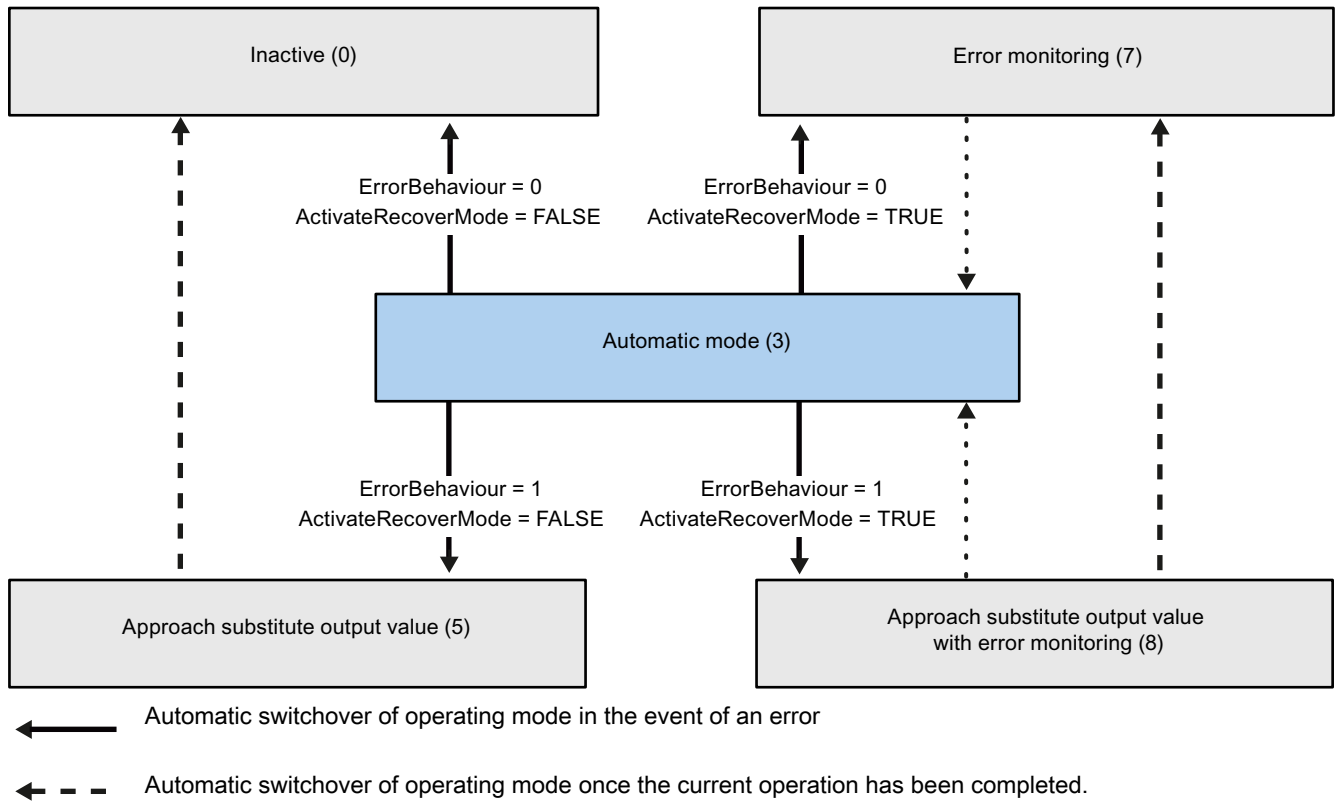 Inactive (0)
Error monitoring (7)
ErrorBehaviour = 0
ActivateRecoverMode = FALSE
ErrorBehaviour = 0
ActivateRecoverMode = TRUE
Automatic mode (3)
ErrorBehaviour = 1
ActivateRecoverMode = FALSE
ErrorBehaviour = 1
ActivateRecoverMode = TRUE
Approach substitute output value (5)
Approach substitute output value
with error monitoring (8)
Automatic switchover of operating mode in the event of an error
Automatic switchover of operating mode once the current operation has been completed.